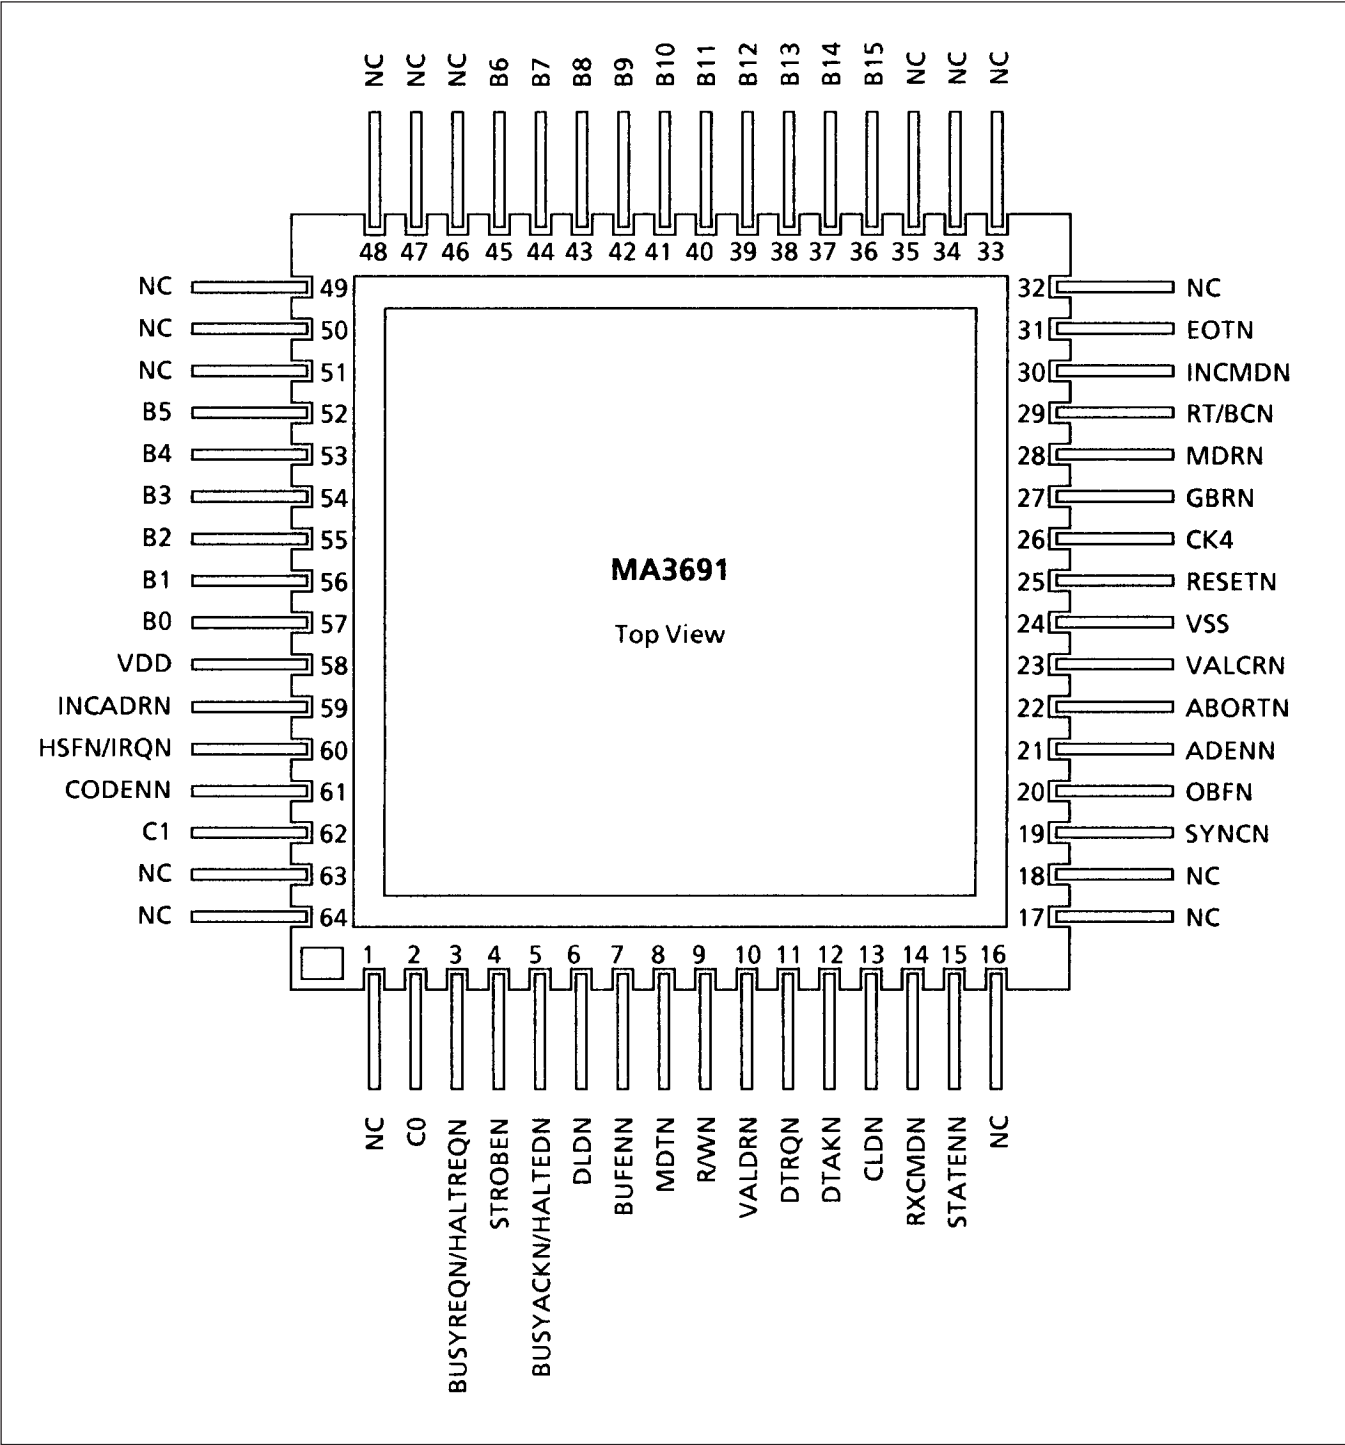 NC NC NC B6 B7 B8 B9 B10 B11 B12 B13 B14 B15 NC NC NC
48 47 46 45 44 43 42 41 40 39 38 37 36 35 34 33
NC 49 32 NC
NC 50 31 EOTN
NC 51 30 INCMDN
B5 52 29 RT/BCN
B4 53 28 MDRN
B3 54 27 GBRN
B2 55 26 CK4
B1 56 25 RESETN
B0 57 24 VSS
VDD 58 23 VALCRN
INCADRN 59 22 ABORTN
HSFN/IRQN 60 21 ADENN
CODENN 61 20 OBFN
C1 62 19 SYNCN
NC 63 18 NC
NC 64 17 NC
MA3691
Top View
1 2 3 4 5 6 7 8 9 10 11 12 13 14 15 16
NC C0 BUSYREQN/HALTREQN STROBEN BUSYACKN/HALTEDN DLDN BUFENN MDTN R/WN VALDRN DTRQN DTAKN CLDN RXCMDN STATENN NC